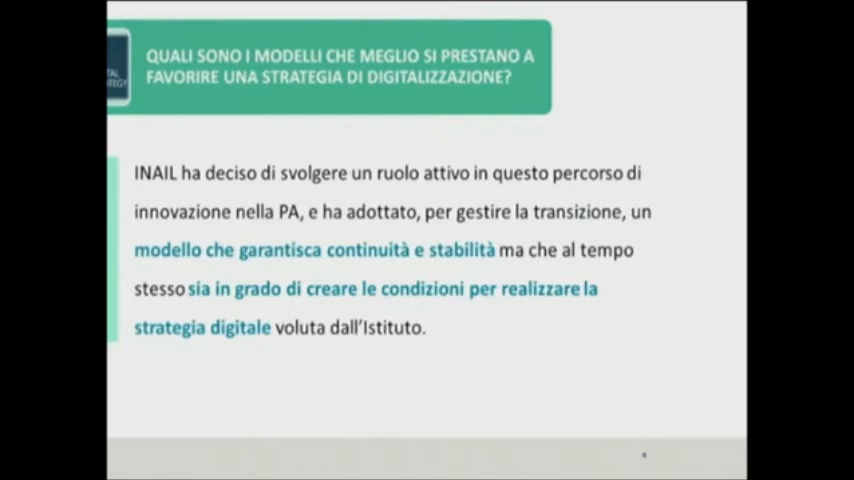 QUALI SONO I MODELLI CHE MEGLIO SI PRESTANO A
FAVORIRE UNA STRATEGIA DI DIGITALIZZAZIONE?
INAIL ha deciso di svolgere un ruolo attivo in questo percorso di
innovazione nella PA, e ha adottato, per gestire la transizione, un
modello che garantisca continuità e stabilità ma che al tempo
stesso sia in grado di creare le condizioni per realizzare la
strategia digitale voluta dall'Istituto.
4